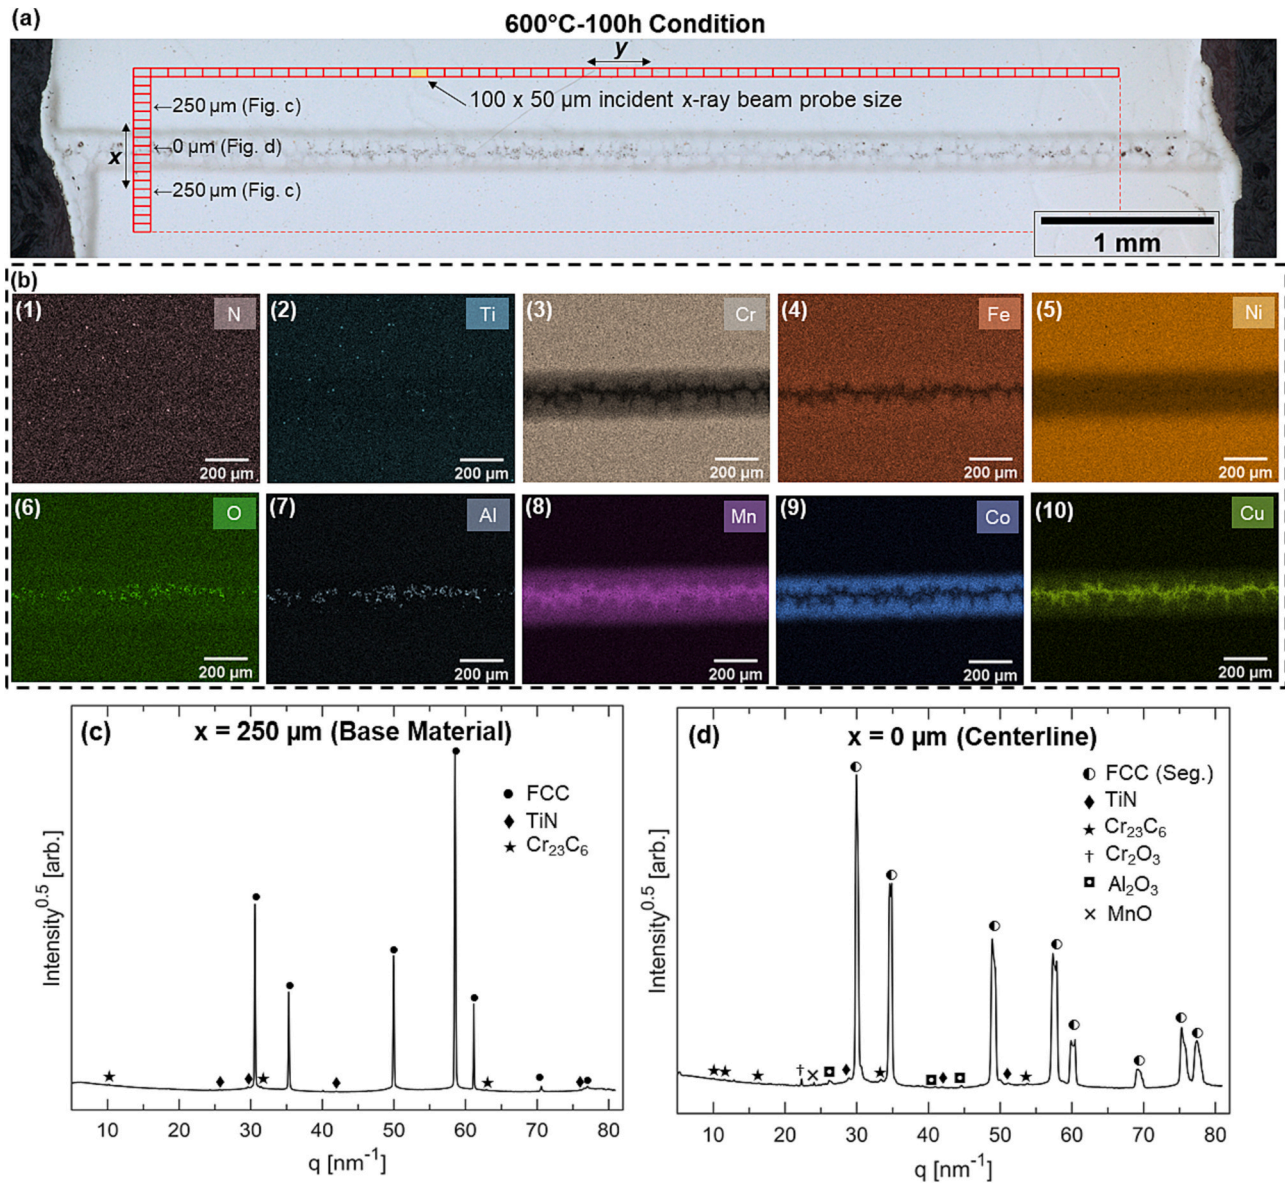 (a)
600°C-100h Condition
y
←250 µm (Fig. c)
100 x 50 µm incident x-ray beam probe size
x
←0 µm (Fig. d)
←250 µm (Fig. c)
1 mm
(b)
(1) N
(2) Ti
(3) Cr
(4) Fe
(5) Ni
200 µm
200 µm
200 µm
200 µm
200 µm
(6) O
(7) Al
(8) Mn
(9) Co
(10) Cu
200 µm
200 µm
200 µm
200 µm
200 µm
(c)
x = 250 µm (Base Material)
● FCC
♦ TiN
★ Cr₂₃C₆
Intensity⁰·⁵ [arb.]
10 20 30 40 50 60 70 80
q [nm⁻¹]
(d)
x = 0 µm (Centerline)
◐ FCC (Seg.)
♦ TiN
★ Cr₂₃C₆
† Cr₂O₃
◘ Al₂O₃
× MnO
Intensity⁰·⁵ [arb.]
10 20 30 40 50 60 70 80
q [nm⁻¹]